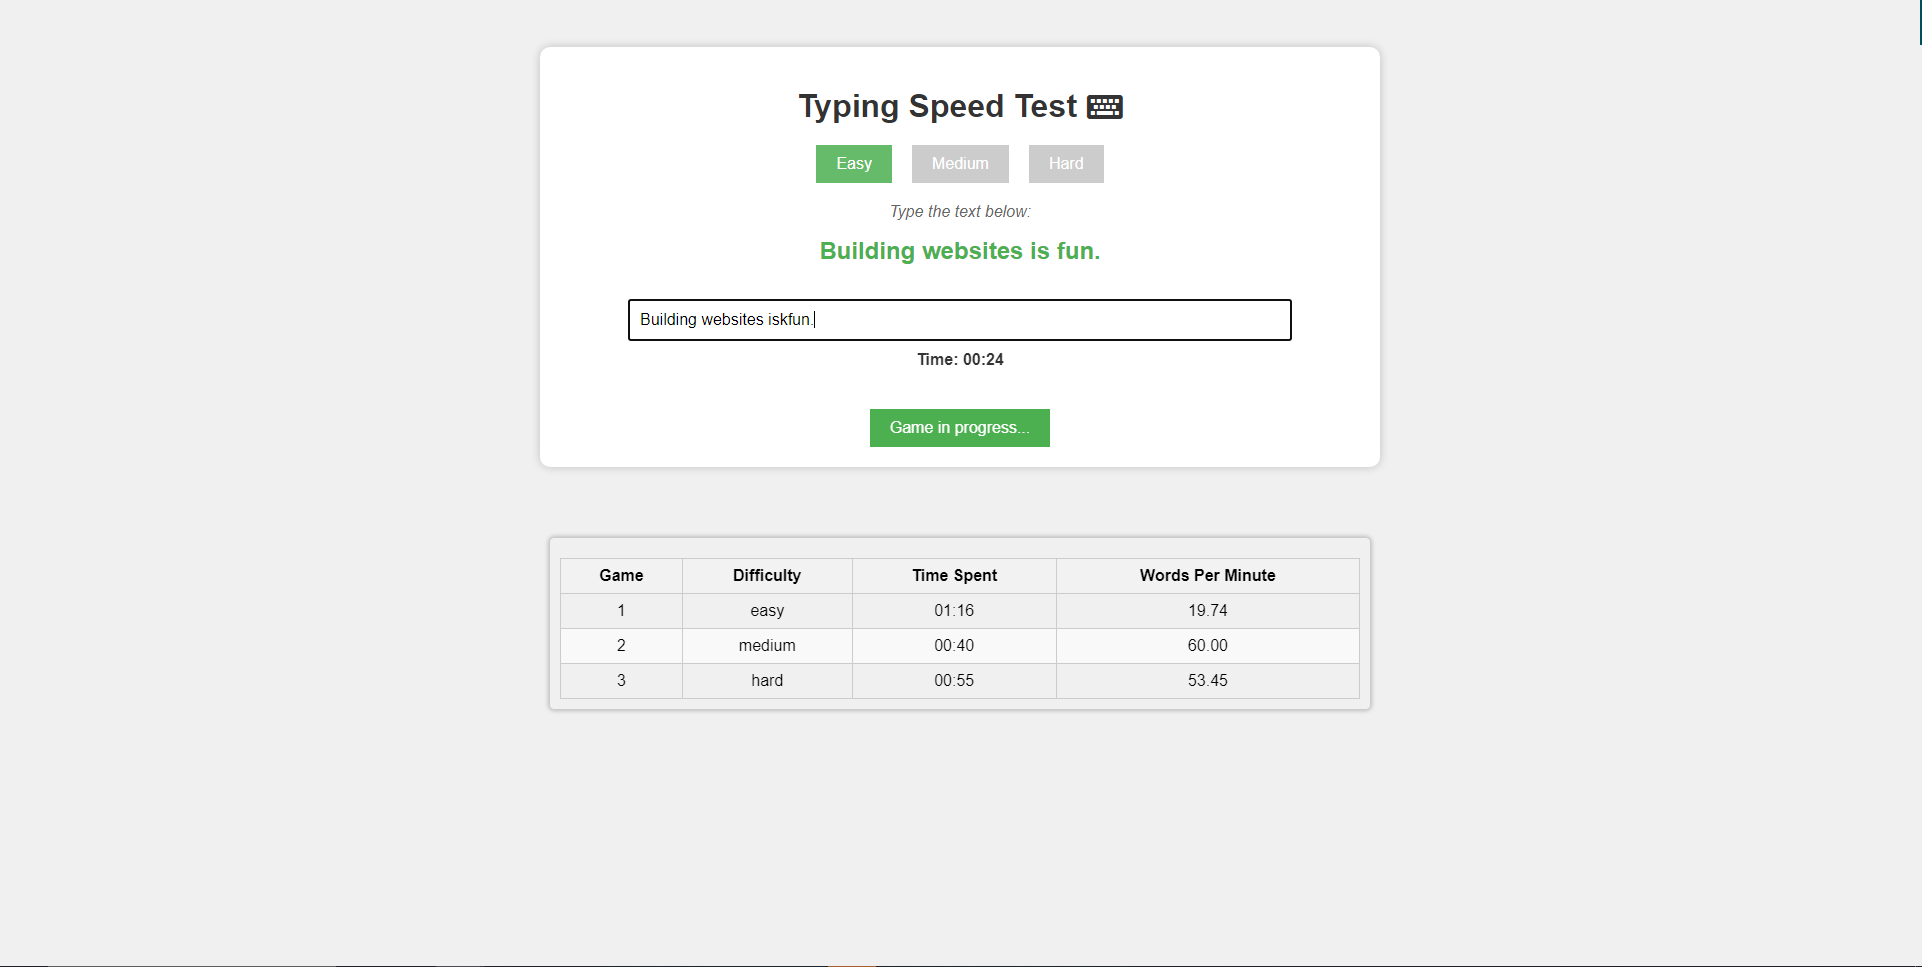 Typing Speed Test
Easy Medium Hard
Type the text below:
Building websites is fun.
Building websites iskfun.
Time: 00:24
Game in progress...
Game Difficulty Time Spent Words Per Minute
1 easy 01:16 19.74
2 medium 00:40 60.00
3 hard 00:55 53.45